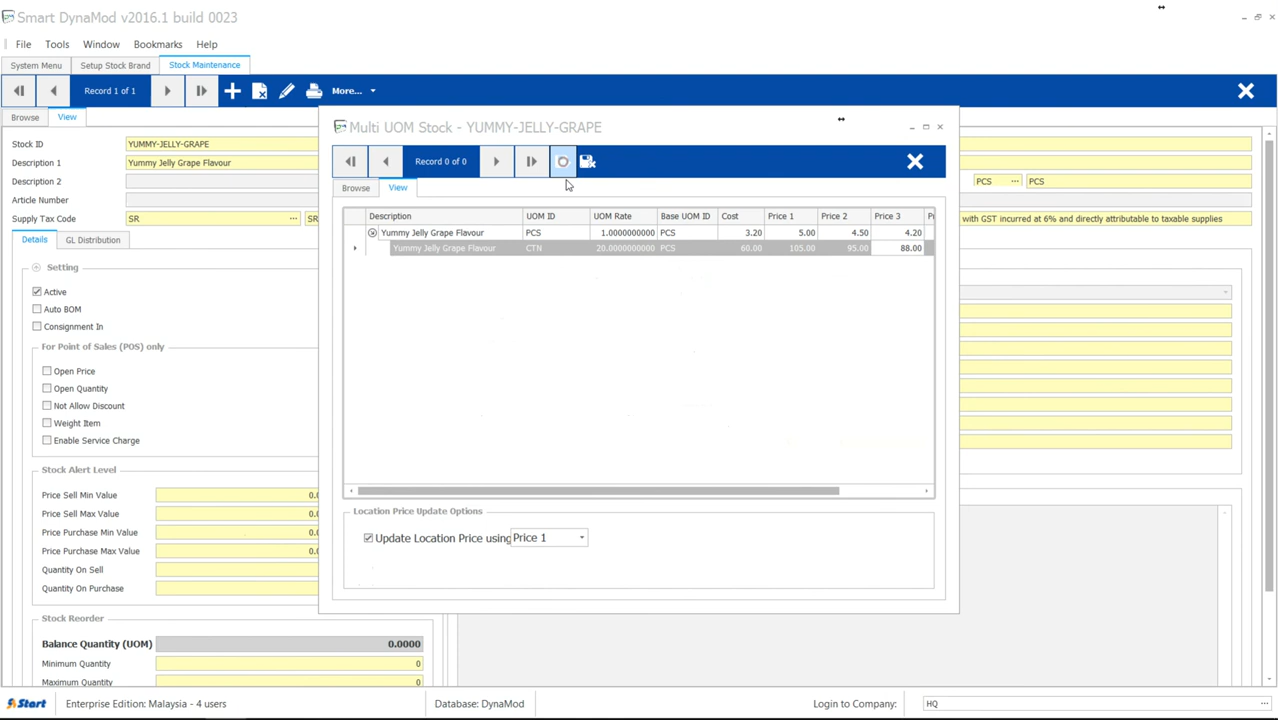 Smart DynaMod v2016.1 build 0023
File Tools Window Bookmarks Help
System Menu Setup Stock Brand Stock Maintenance
Record 1 of 1 More...
Browse View
Stock ID YUMMY-JELLY-GRAPE
Description 1 Yummy Jelly Grape Flavour
Description 2 PCS ... PCS
Article Number
Supply Tax Code SR ... SR with GST incurred at 6% and directly attributable to taxable supplies
Details GL Distribution
Setting
Active
Auto BOM
Consignment In
For Point of Sales (POS) only
Open Price
Open Quantity
Not Allow Discount
Weight Item
Enable Service Charge
Stock Alert Level
Price Sell Min Value 0.0
Price Sell Max Value 0.0
Price Purchase Min Value 0.0
Price Purchase Max Value 0.0
Quantity On Sell
Quantity On Purchase
Stock Reorder
Balance Quantity (UOM) 0.0000
Minimum Quantity 0
Maximum Quantity 0
Multi UOM Stock - YUMMY-JELLY-GRAPE
Record 0 of 0
Browse View
Description UOM ID UOM Rate Base UOM ID Cost Price 1 Price 2 Price 3 Pr
Yummy Jelly Grape Flavour PCS 1.0000000000 PCS 3.20 5.00 4.50 4.20
Yummy Jelly Grape Flavour CTN 20.0000000000 PCS 60.00 105.00 95.00 88.00
Location Price Update Options
Update Location Price using Price 1
Start Enterprise Edition: Malaysia - 4 users Database: DynaMod Login to Company: HQ ...